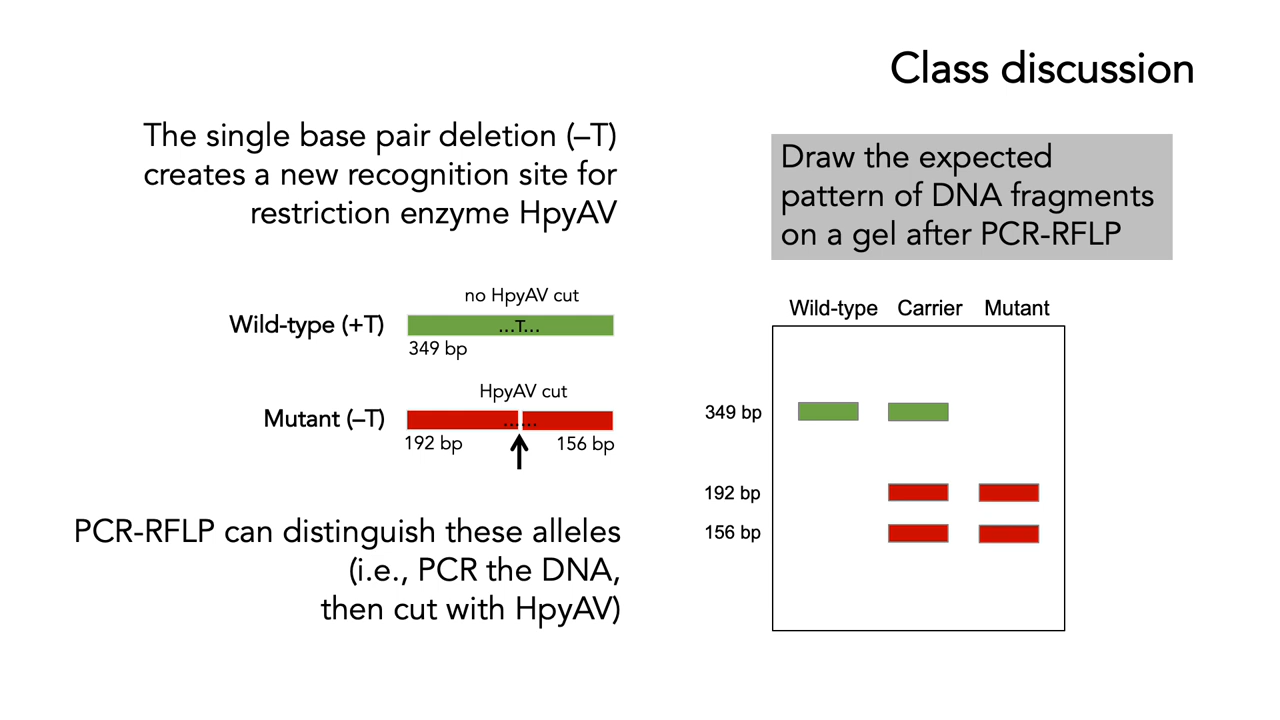 Class discussion
The single base pair deletion (–T)
creates a new recognition site for
restriction enzyme HpyAV
no HpyAV cut
Wild-type (+T)
...T...
349 bp
HpyAV cut
Mutant (–T)
......
192 bp
156 bp
PCR-RFLP can distinguish these alleles
(i.e., PCR the DNA,
then cut with HpyAV)
Draw the expected
pattern of DNA fragments
on a gel after PCR-RFLP
Wild-type Carrier Mutant
349 bp
192 bp
156 bp